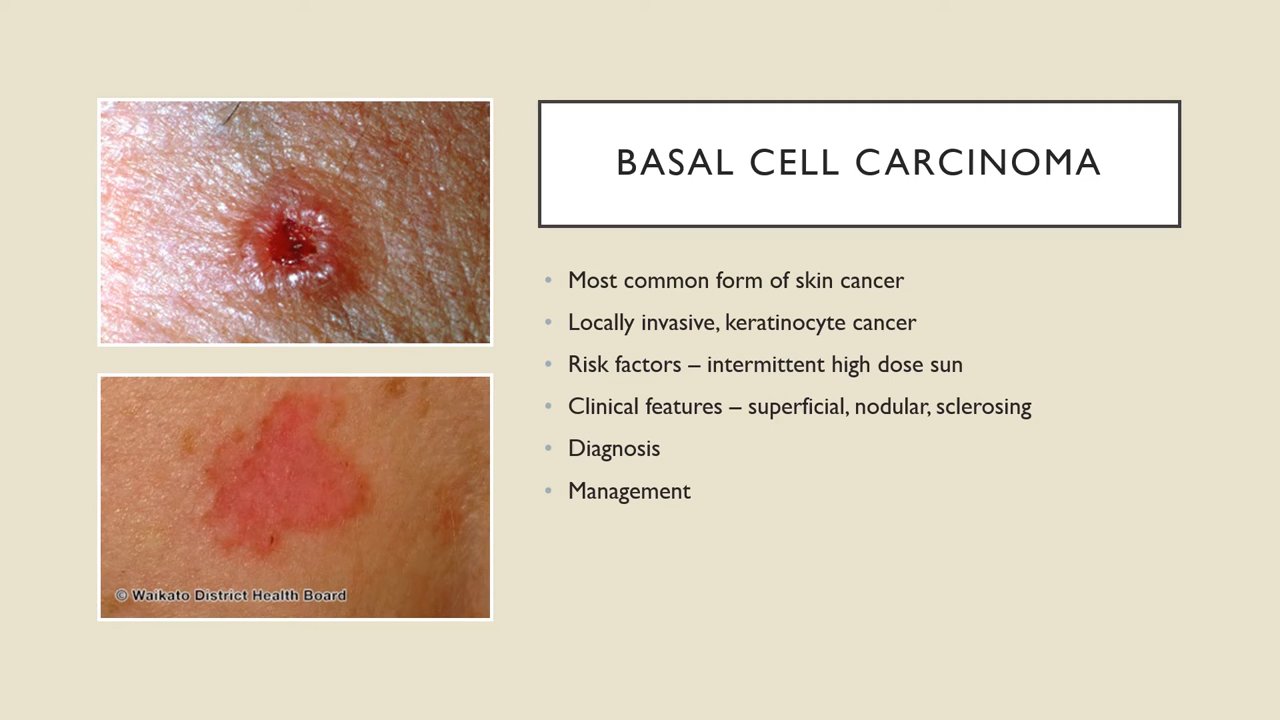 BASAL CELL CARCINOMA
• Most common form of skin cancer
• Locally invasive, keratinocyte cancer
• Risk factors – intermittent high dose sun
• Clinical features – superficial, nodular, sclerosing
• Diagnosis
• Management
© Waikato District Health Board